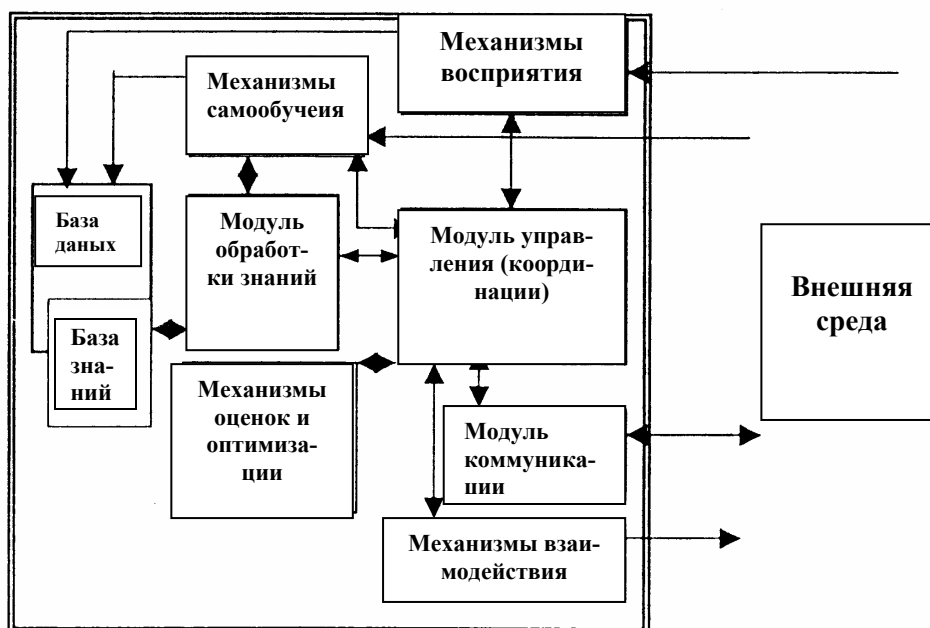 Механизмы
восприятия
Механизмы
самообучеия
База
даных
Модуль
обработ-
ки знаний
Модуль управ-
ления (коорди-
нации)
Внешняя
среда
База
зна-
ний
Механизмы
оценок и
оптимиза-
ции
Модуль
коммуника-
ции
Механизмы взаи-
модействия